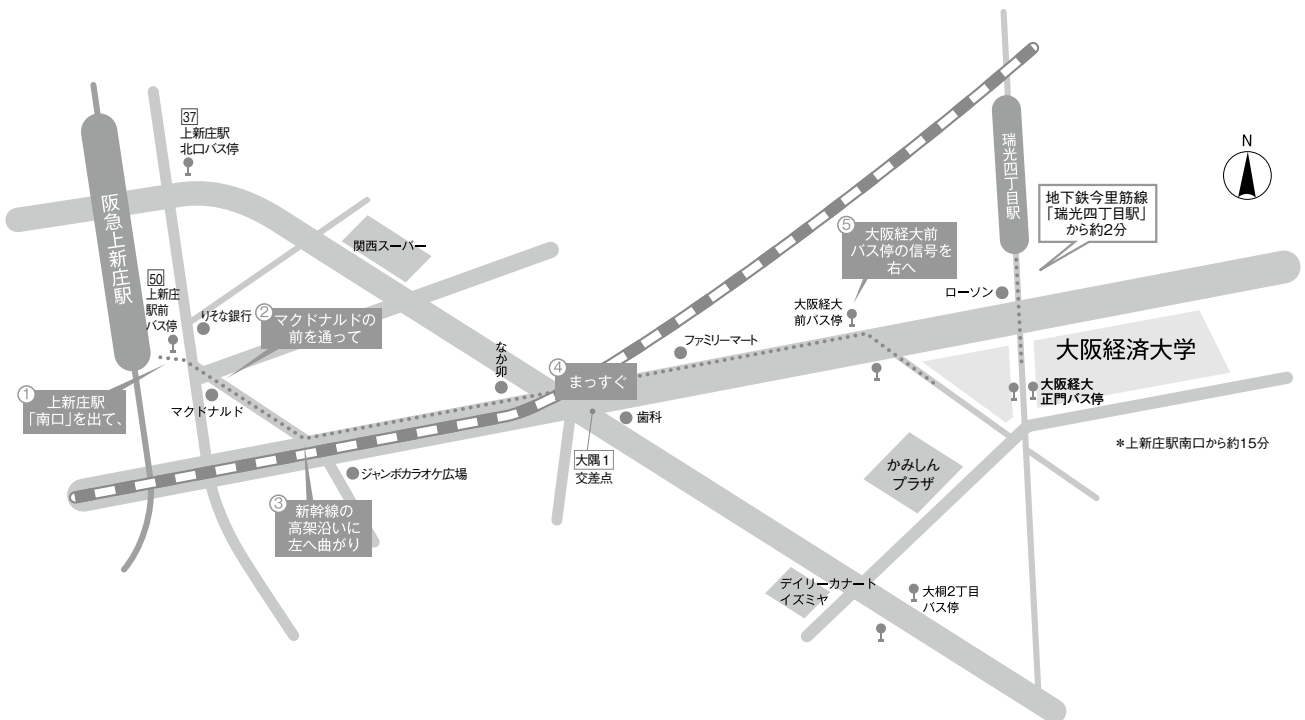 37
上新庄駅
北口バス停
阪急上新庄駅
50
上新庄
駅前
バス停
りそな銀行
関西スーパー
②
マクドナルドの
前を通って
①
上新庄駅
「南口」を出て、
マクドナルド
なか卯
④
まっすぐ
ファミリーマート
歯科
大隅1
交差点
ジャンボカラオケ広場
③
新幹線の
高架沿いに
左へ曲がり
⑤
大阪経大前
バス停の信号を
右へ
大阪経大
前バス停
瑞光四丁目駅
N
地下鉄今里筋線
「瑞光四丁目駅」
から約2分
ローソン
大阪経済大学
大阪経大
正門バス停
*上新庄駅南口から約15分
かみしん
プラザ
デイリーカナート
イズミヤ
大桐2丁目
バス停